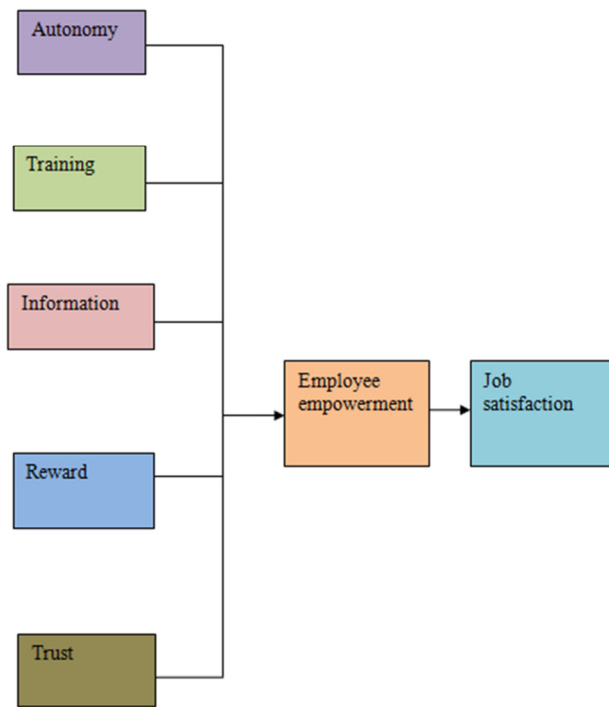 Autonomy
Training
Information
Employee
empowerment
Job
satisfaction
Reward
Trust